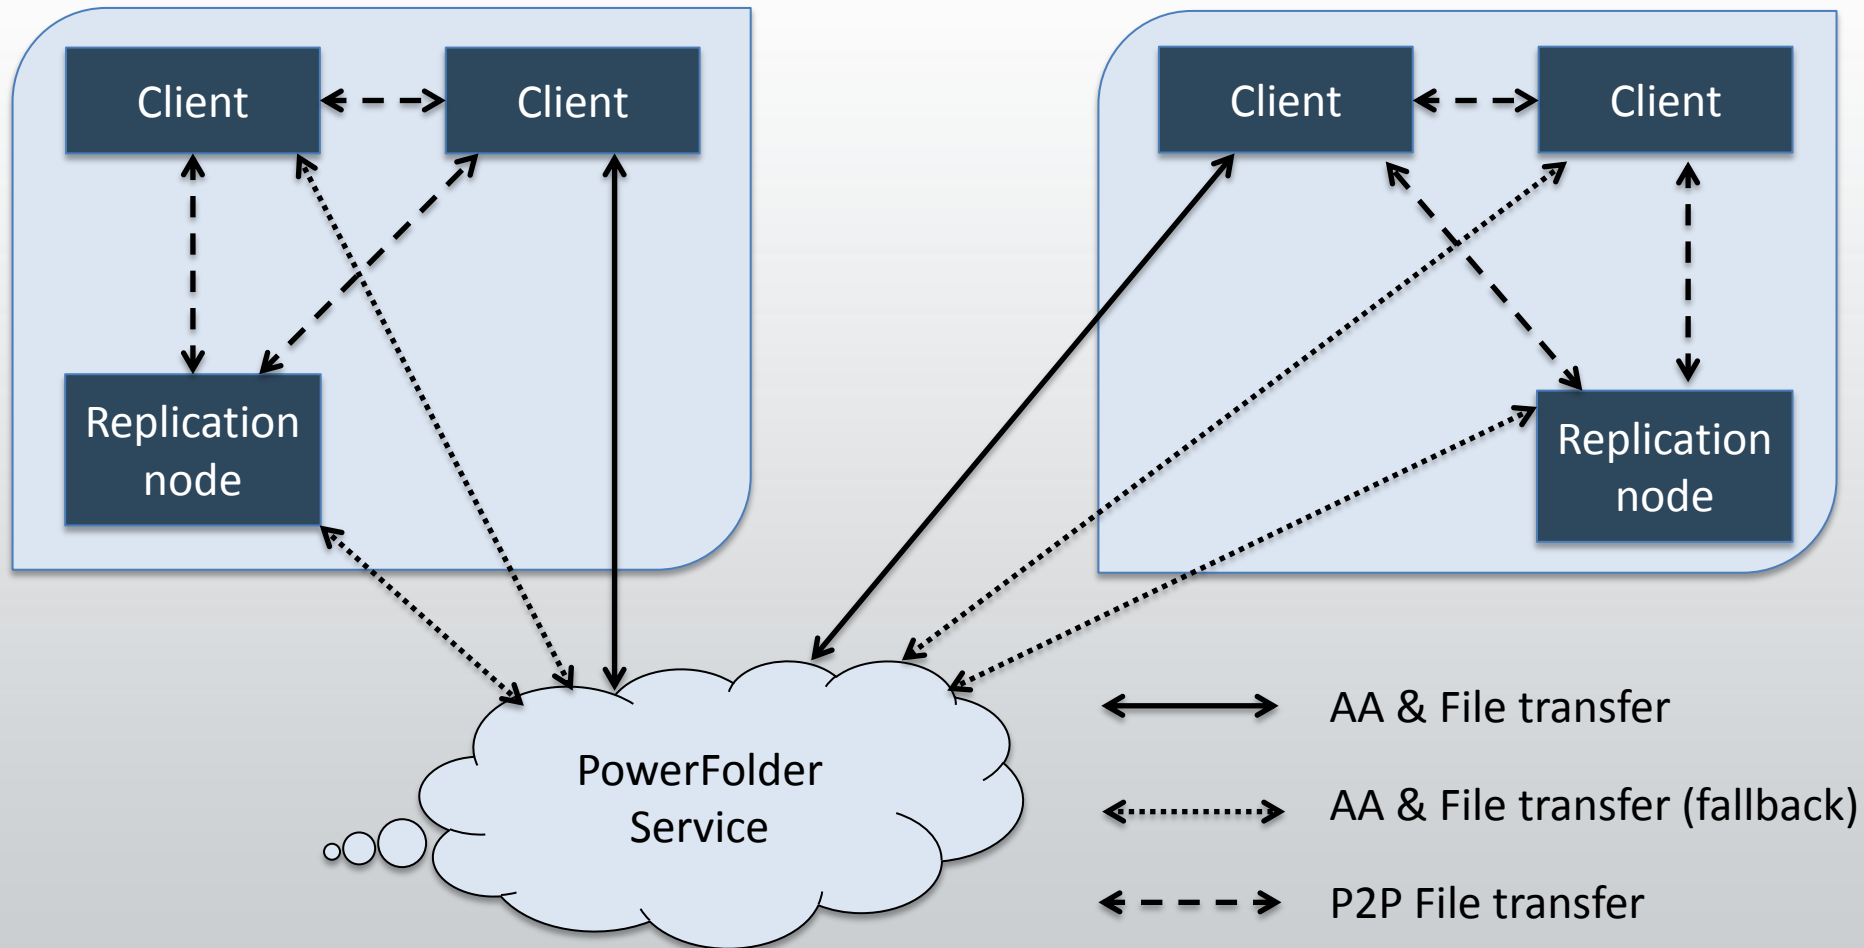 Client
Client
Replication
node
Client
Client
Replication
node
PowerFolder
Service
AA & File transfer
AA & File transfer (fallback)
P2P File transfer